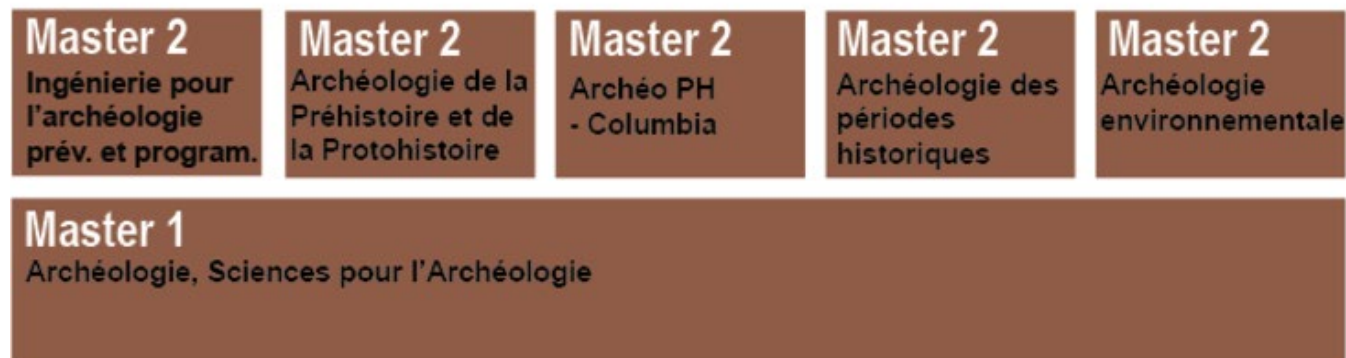 Master 2
Ingénierie pour
l'archéologie
prév. et program.
Master 2
Archéologie de la
Préhistoire et de
la Protohistoire
Master 2
Archéo PH
- Columbia
Master 2
Archéologie des
périodes
historiques
Master 2
Archéologie
environnementale
Master 1
Archéologie, Sciences pour l'Archéologie